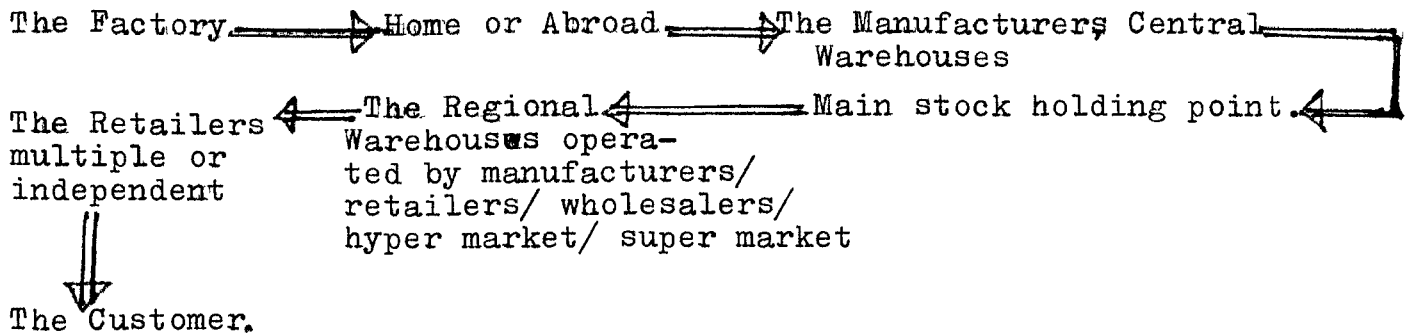 The Factory. Home or Abroad. The Manufacturers Central
Warehouses
The Regional. Main stock holding point.
The Retailers
Warehouses opera-
multiple or
ted by manufacturers/
independent
retailers/ wholesalers/
hyper market/ super market
The Customer.